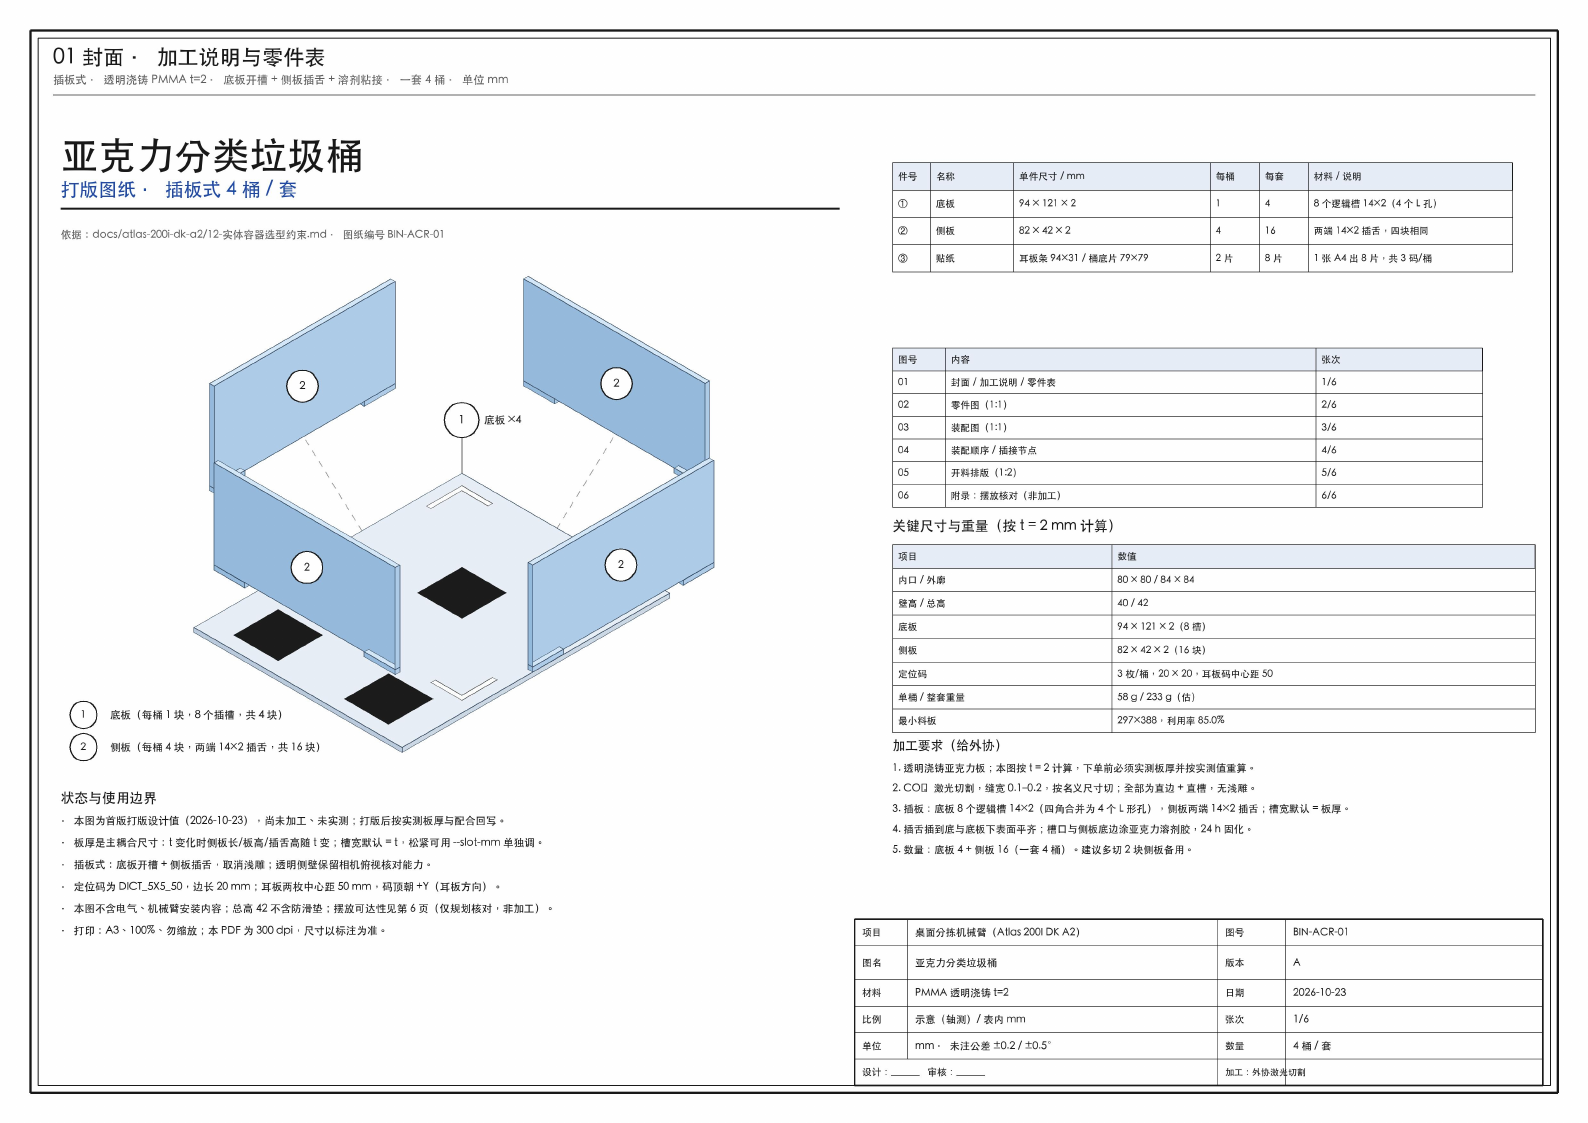 01 封面 · 加工说明与零件表
插板式 · 透明浇铸 PMMA t=2 · 底板开槽 + 侧板插舌 + 溶剂粘接 · 一套 4 桶 · 单位 mm
亚克力分类垃圾桶
打版图纸 · 插板式 4 桶 / 套
依据：docs/atlas-200i-dk-a2/12-实体容器选型约束.md · 图纸编号 BIN-ACR-01
2
2
1 底板 ×4
2
2
1 底板（每桶 1 块，8 个插槽，共 4 块）
2 侧板（每桶 4 块，两端 14×2 插舌，共 16 块）
状态与使用边界
· 本图为首版打版设计值（2026-10-23），尚未加工、未实测；打版后按实测板厚与配合回写。
· 板厚是主耦合尺寸：t 变化时侧板长/板高/插舌高随 t 变；槽宽默认 = t，松紧可用 --slot-mm 单独调。
· 插板式：底板开槽 + 侧板插舌，取消浅雕；透明侧壁保留相机俯视核对能力。
· 定位码为 DICT_5X5_50，边长 20 mm；耳板两枚中心距 50 mm，码顶朝 +Y（耳板方向）。
· 本图不含电气、机械臂安装内容；总高 42 不含防滑垫；摆放可达性见第 6 页（仅规划核对，非加工）。
· 打印：A3、100%、勿缩放；本 PDF 为 300 dpi，尺寸以标注为准。
件号 名称 单件尺寸 / mm 每桶 每套 材料 / 说明
① 底板 94 × 121 × 2 1 4 8 个逻辑槽 14×2（4 个 L 孔）
② 侧板 82 × 42 × 2 4 16 两端 14×2 插舌，四块相同
③ 贴纸 耳板条 94×31 / 桶底片 79×79 2 片 8 片 1 张 A4 出 8 片，共 3 码/桶
图号 内容 张次
01 封面 / 加工说明 / 零件表 1/6
02 零件图（1:1） 2/6
03 装配图（1:1） 3/6
04 装配顺序 / 插接节点 4/6
05 开料排版（1:2） 5/6
06 附录：摆放核对（非加工） 6/6
关键尺寸与重量（按 t = 2 mm 计算）
项目 数值
内口 / 外廓 80 × 80 / 84 × 84
壁高 / 总高 40 / 42
底板 94 × 121 × 2（8 槽）
侧板 82 × 42 × 2（16 块）
定位码 3 枚/桶，20 × 20，耳板码中心距 50
单桶 / 整套重量 58 g / 233 g（估）
最小料板 297×388，利用率 85.0%
加工要求（给外协）
1. 透明浇铸亚克力板；本图按 t = 2 计算，下单前必须实测板厚并按实测值重算。
2. CO 激光切割，缝宽 0.1–0.2，按名义尺寸切；全部为直边 + 直槽，无浅雕。
3. 插板：底板 8 个逻辑槽 14×2（四角合并为 4 个 L 形孔），侧板两端 14×2 插舌；槽宽默认 = 板厚。
4. 插舌插到底与底板下表面平齐；槽口与侧板底边涂亚克力溶剂胶，24 h 固化。
5. 数量：底板 4 + 侧板 16（一套 4 桶）。建议多切 2 块侧板备用。
项目 桌面分拣机械臂（Atlas 200I DK A2） 图号 BIN-ACR-01
图名 亚克力分类垃圾桶 版本 A
材料 PMMA 透明浇铸 t=2 日期 2026-10-23
比例 示意（轴测）/ 表内 mm 张次 1/6
单位 mm · 未注公差 ±0.2 / ±0.5° 数量 4 桶 / 套
设计：______ 审核：______ 加工：外协激光切割